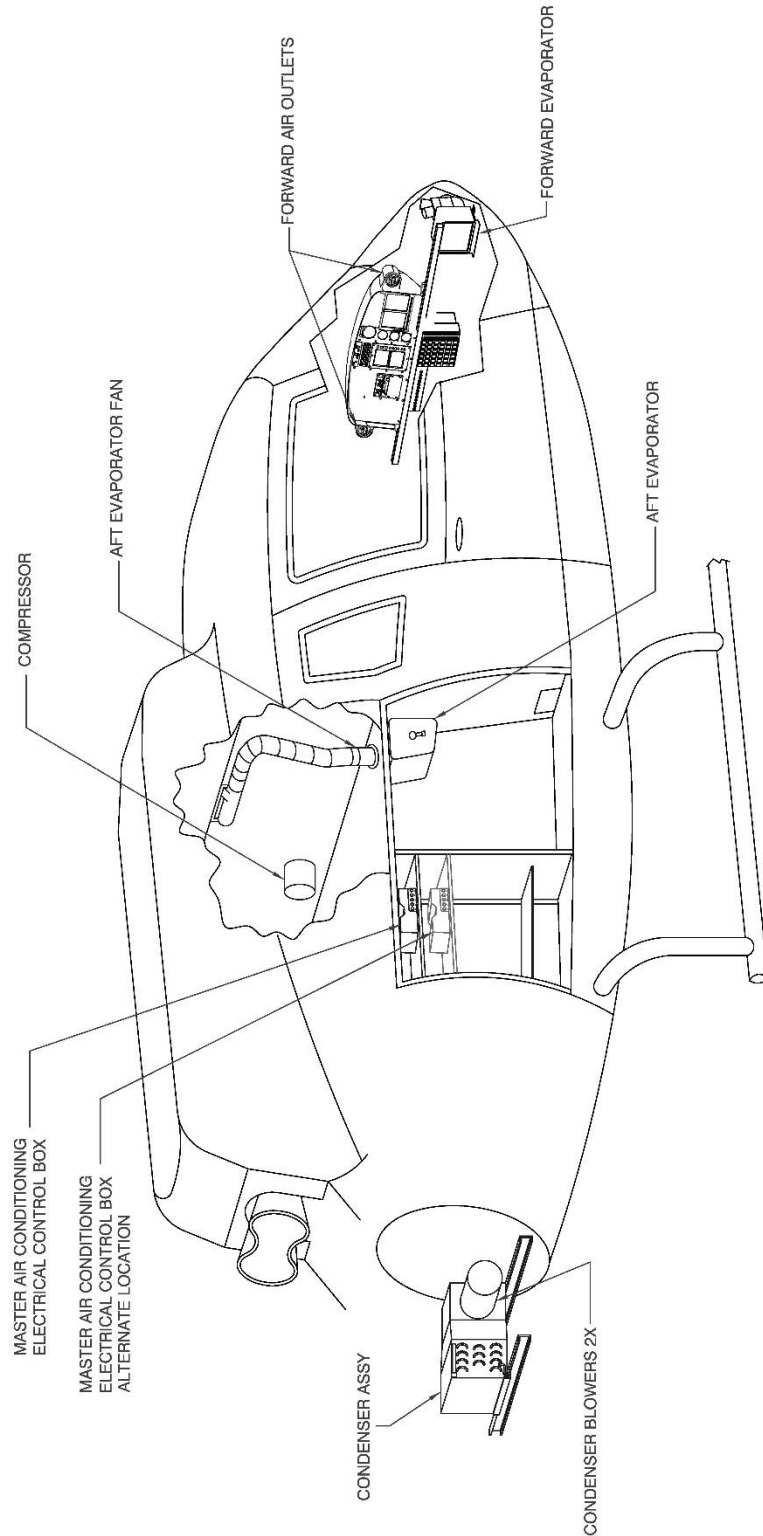 MASTER AIR CONDITIONING
ELECTRICAL CONTROL BOX
MASTER AIR CONDITIONING
ELECTRICAL CONTROL BOX
ALTERNATE LOCATION
COMPRESSOR
AFT EVAPORATOR FAN
FORWARD AIR OUTLETS
CONDENSER ASSY
CONDENSER BLOWERS 2X
AFT EVAPORATOR
FORWARD EVAPORATOR